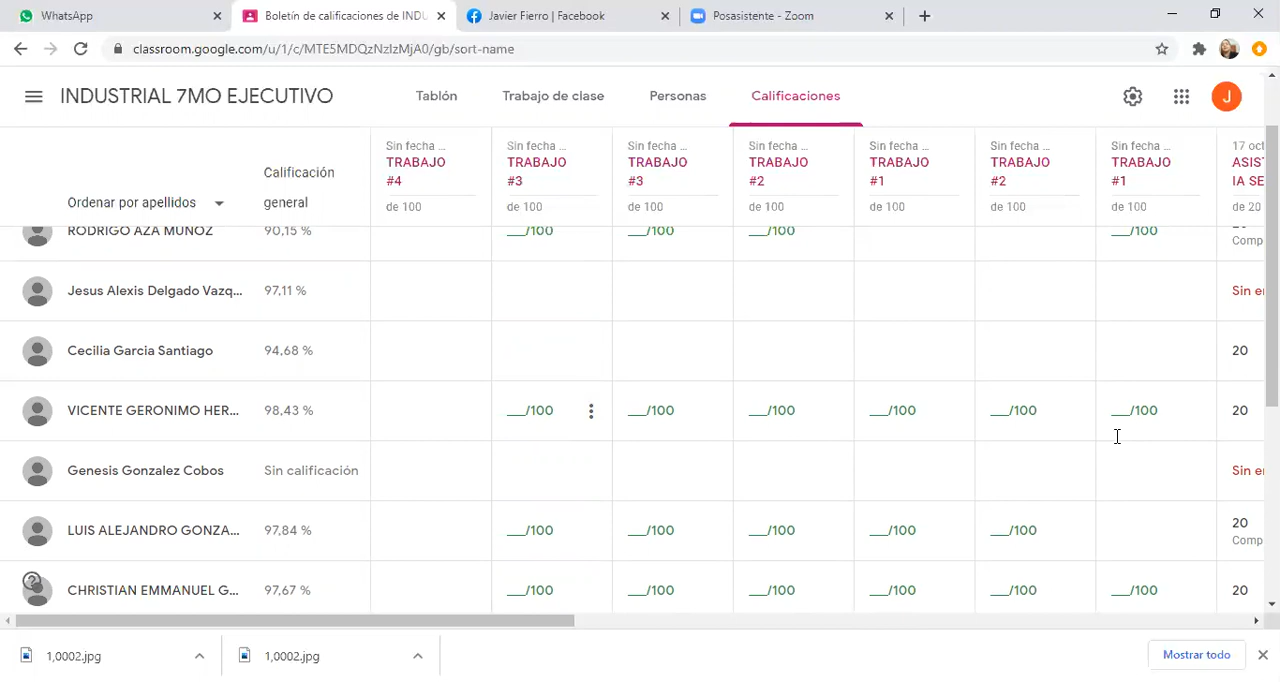 WhatsApp
Boletín de calificaciones de INDU
Javier Fierro | Facebook
Posasistente - Zoom
classroom.google.com/u/1/c/MTE5MDQzNzIzMjA0/gb/sort-name
INDUSTRIAL 7MO EJECUTIVO
Tablón
Trabajo de clase
Personas
Calificaciones
J
Ordenar por apellidos
Calificación
general
Sin fecha ...
TRABAJO
#4
de 100
Sin fecha ...
TRABAJO
#3
de 100
Sin fecha ...
TRABAJO
#3
de 100
Sin fecha ...
TRABAJO
#2
de 100
Sin fecha ...
TRABAJO
#1
de 100
Sin fecha ...
TRABAJO
#2
de 100
Sin fecha ...
TRABAJO
#1
de 100
17 oct
ASIST
IA SE
de 20
RODRIGO AZA MUÑOZ 90,15 % __/100 __/100 __/100 __/100
Comp
Jesus Alexis Delgado Vazq... 97,11 % Sin en
Cecilia Garcia Santiago 94,68 % 20
VICENTE GERONIMO HER... 98,43 % __/100 __/100 __/100 __/100 __/100 __/100 20
Genesis Gonzalez Cobos Sin calificación Sin en
LUIS ALEJANDRO GONZA... 97,84 % __/100 __/100 __/100 __/100 __/100 20
Comp
CHRISTIAN EMMANUEL G... 97,67 % __/100 __/100 __/100 __/100 __/100 __/100 20
1,0002.jpg
1,0002.jpg
Mostrar todo